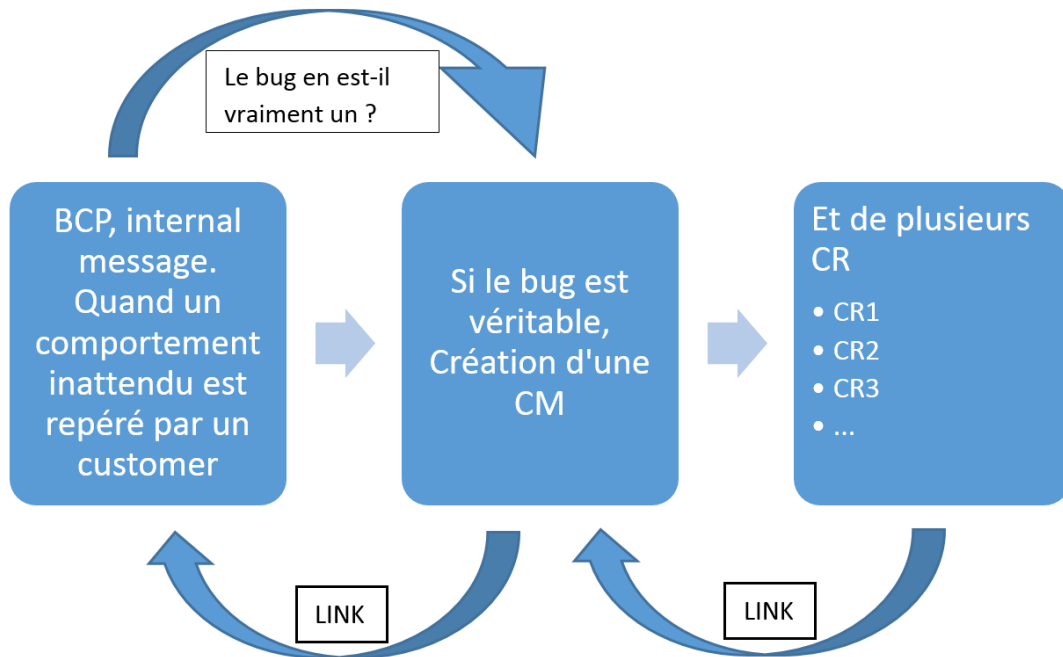 Le bug en est-il
vraiment un ?
BCP, internal
message.
Quand un
comportement
inattendu est
repéré par un
customer
Si le bug est
véritable,
Création d'une
CM
Et de plusieurs
CR
• CR1
• CR2
• CR3
• ...
LINK
LINK